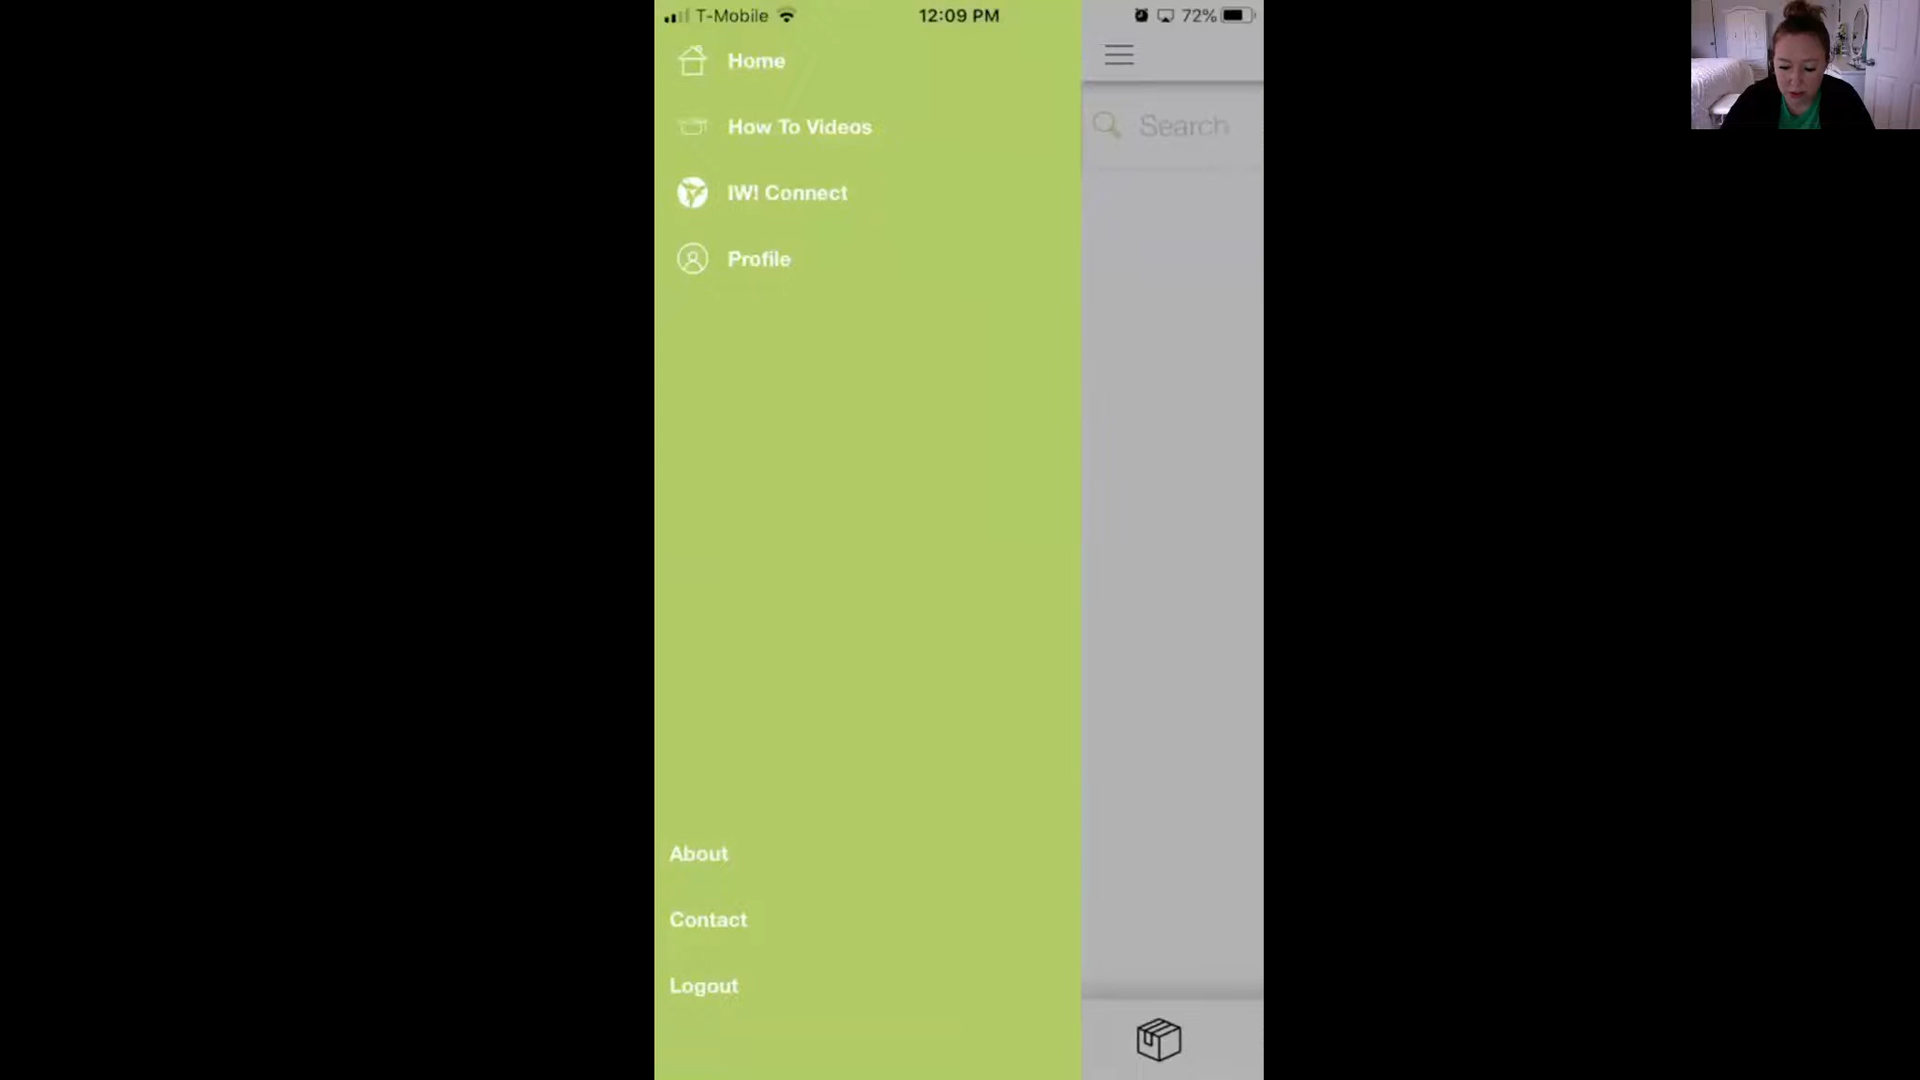 T-Mobile 12:09 PM 72%
Home
How To Videos
IW! Connect
Profile
Search
About
Contact
Logout